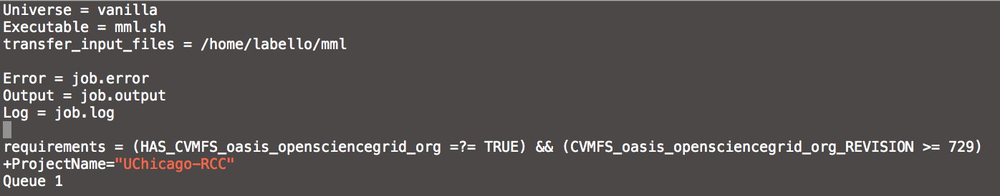 Universe = vanilla
Executable = mml.sh
transfer_input_files = /home/labello/mml
Error = job.error
Output = job.output
Log = job.log
requirements = (HAS_CVMFS_oasis_opensciencegrid_org =?= TRUE) && (CVMFS_oasis_opensciencegrid_org_REVISION >= 729)
+ProjectName="UChicago-RCC"
Queue 1